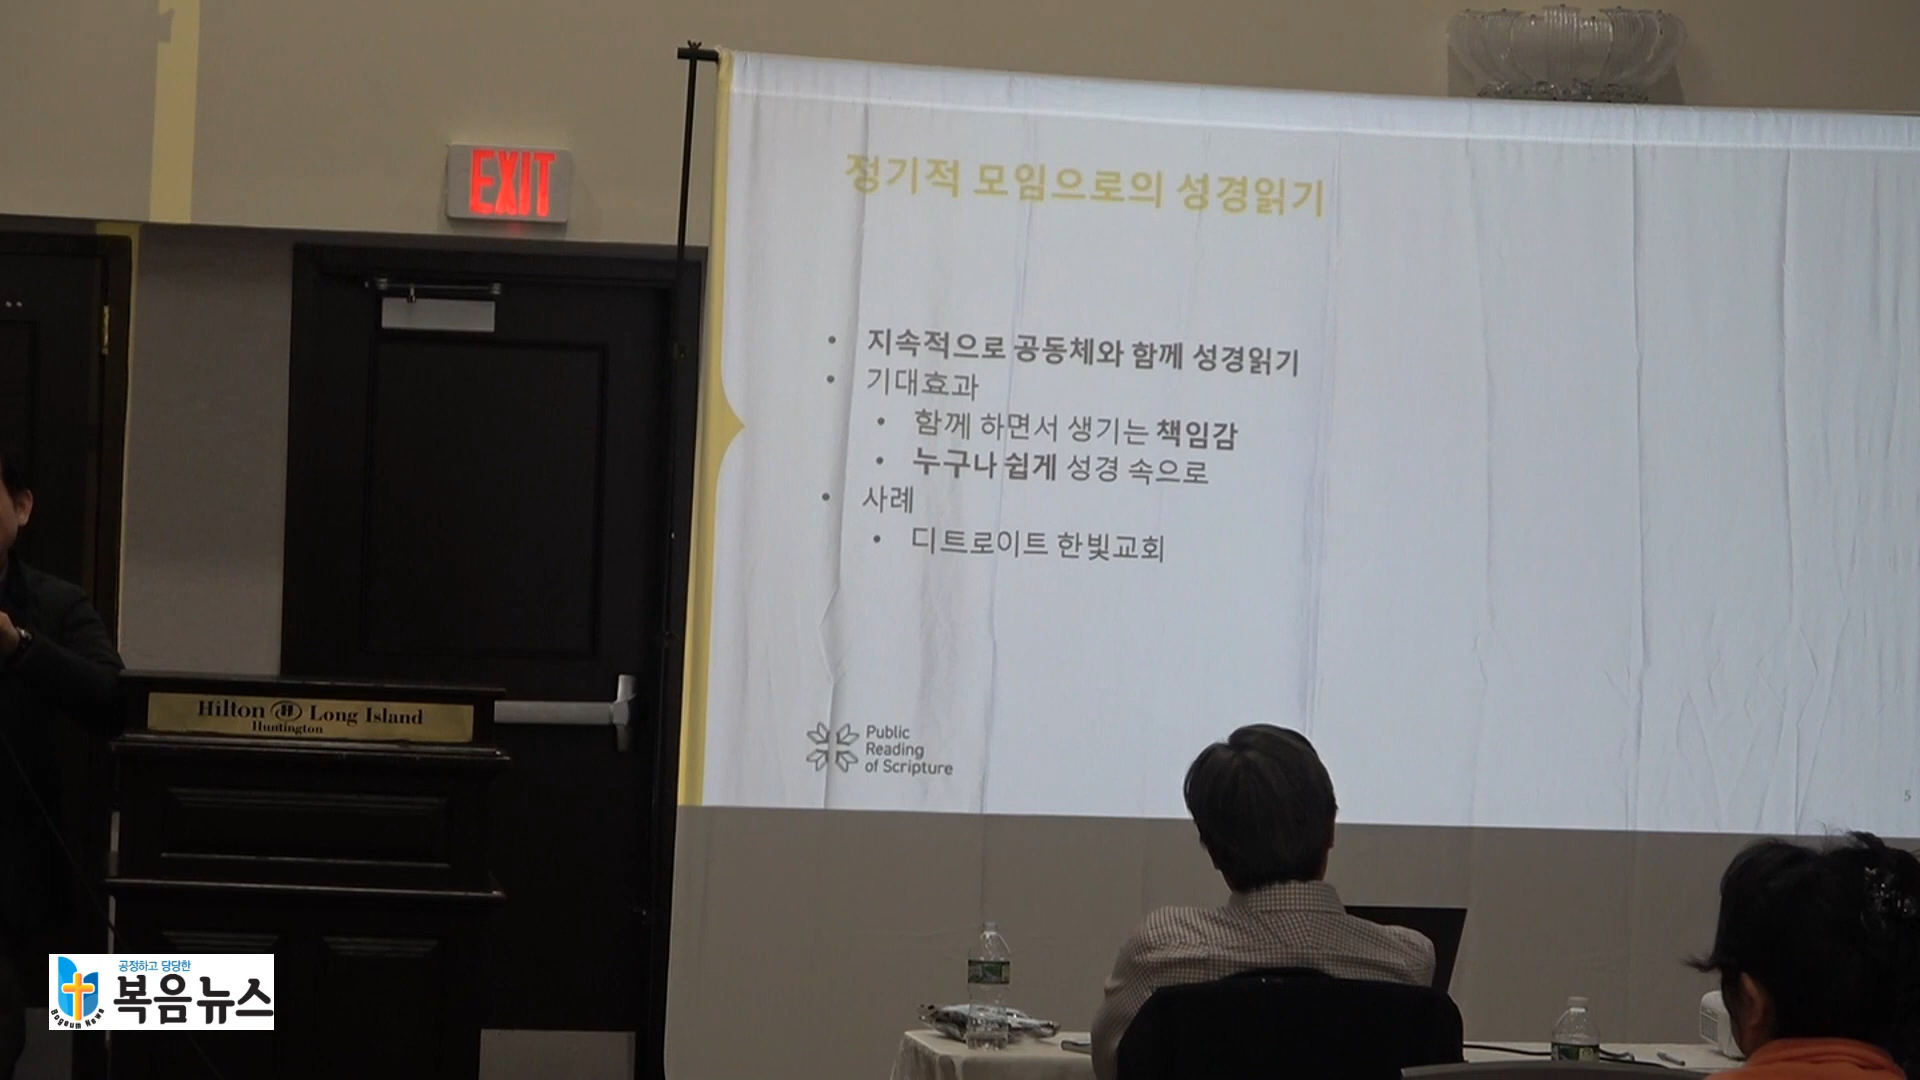 EXIT
정기적 모임으로의 성경읽기
• 지속적으로 공동체와 함께 성경읽기
• 기대효과
• 함께 하면서 생기는 책임감
• 누구나 쉽게 성경 속으로
• 사례
• 디트로이트 한빛교회
Hilton H Long Island
Huntington
Public
Reading
of Scripture
5
공정하고 당당한
복음뉴스
Bogeum News